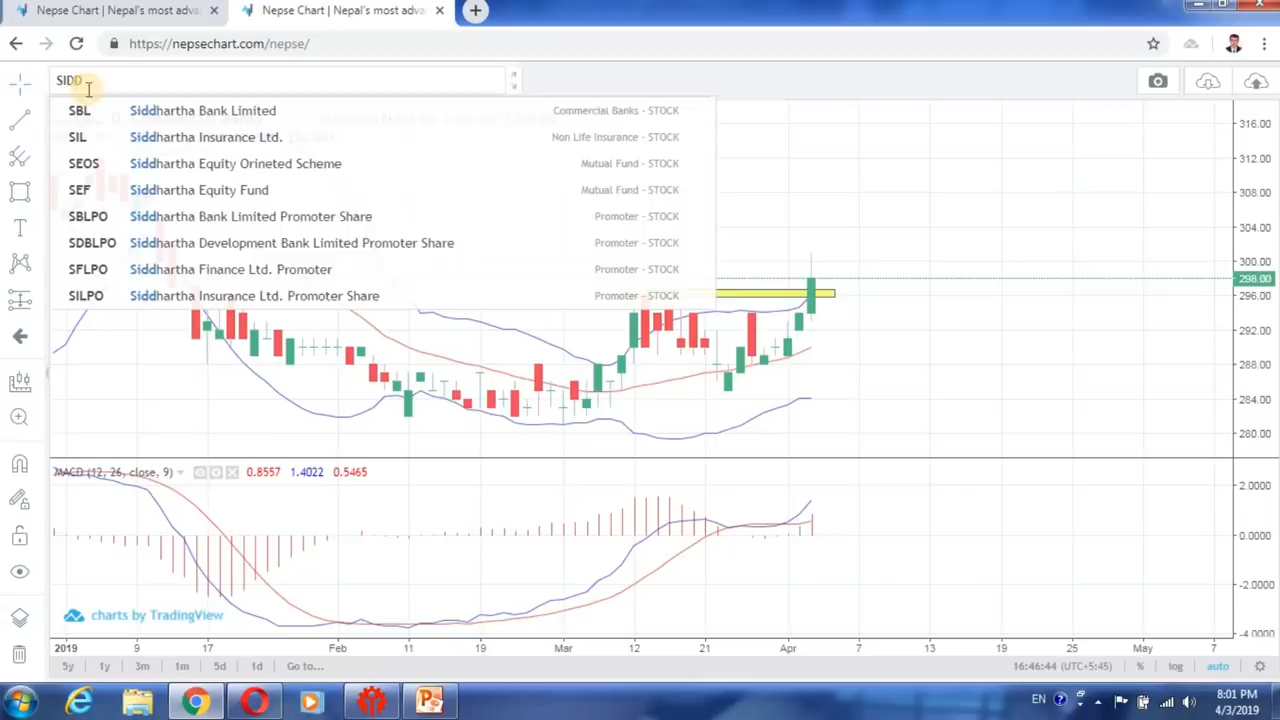 Nepse Chart | Nepal's most adva
Nepse Chart | Nepal's most adva
https://nepsechart.com/nepse/
SIDD
SBL Siddhartha Bank Limited Commercial Banks - STOCK
SIL Siddhartha Insurance Ltd. Non Life Insurance - STOCK
SEOS Siddhartha Equity Orineted Scheme Mutual Fund - STOCK
SEF Siddhartha Equity Fund Mutual Fund - STOCK
SBLPO Siddhartha Bank Limited Promoter Share Promoter - STOCK
SDBLPO Siddhartha Development Bank Limited Promoter Share Promoter - STOCK
SFLPO Siddhartha Finance Ltd. Promoter Promoter - STOCK
SILPO Siddhartha Insurance Ltd. Promoter Share Promoter - STOCK
316.00
312.00
308.00
304.00
300.00
298.00
296.00
292.00
288.00
284.00
280.00
MACD (12, 26, close, 9) 0.8557 1.4022 0.5465
2.0000
0.0000
-2.0000
-4.0000
charts by TradingView
2019 9 17 Feb 11 19 Mar 12 21 Apr 7 13 19 25 May 7
5y 1y 3m 1m 5d 1d Go to... 16:46:44 (UTC+5:45) % log auto
EN 8:01 PM
4/3/2019